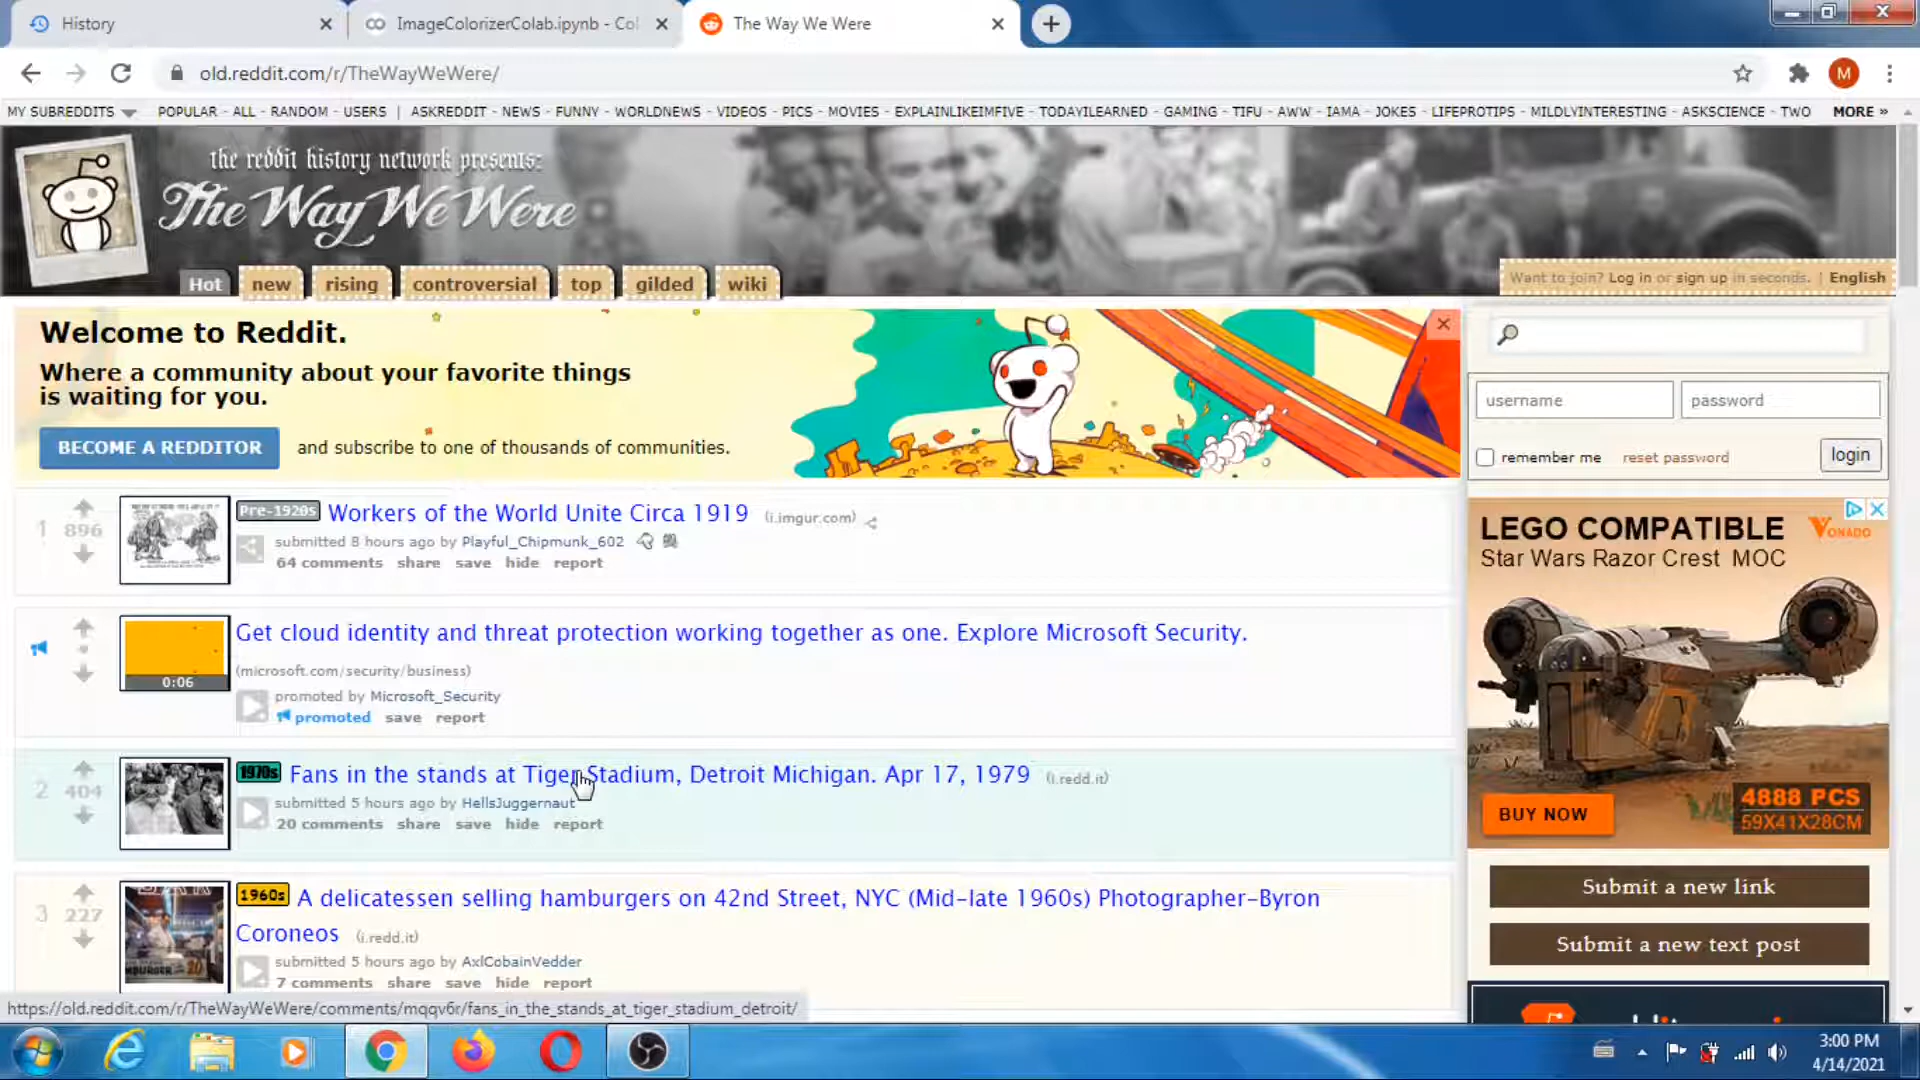 History
ImageColorizerColab.ipynb - Col
The Way We Were
old.reddit.com/r/TheWayWeWere/
M
MY SUBREDDITS
POPULAR - ALL - RANDOM - USERS | ASKREDDIT - NEWS - FUNNY - WORLDNEWS - VIDEOS - PICS - MOVIES - EXPLAINLIKEIMFIVE - TODAYILEARNED - GAMING - TIFU - AWW - IAMA - JOKES - LIFEPROTIPS - MILDLYINTERESTING - ASKSCIENCE - TWO
MORE »
the reddit history network presents:
The Way We Were
Hot
new
rising
controversial
top
gilded
wiki
Want to join? Log in or sign up in seconds. | English
Welcome to Reddit.
Where a community about your favorite things
is waiting for you.
BECOME A REDDITOR
and subscribe to one of thousands of communities.
username
password
remember me
reset password
login
1
896
Pre-1920s Workers of the World Unite Circa 1919 (i.imgur.com)
submitted 8 hours ago by Playful_Chipmunk_602
64 comments share save hide report
0:06
Get cloud identity and threat protection working together as one. Explore Microsoft Security.
(microsoft.com/security/business)
promoted by Microsoft_Security
promoted save report
2
404
1970s Fans in the stands at Tiger Stadium, Detroit Michigan. Apr 17, 1979 (i.redd.it)
submitted 5 hours ago by HellsJuggernaut
20 comments share save hide report
3
227
1960s A delicatessen selling hamburgers on 42nd Street, NYC (Mid-late 1960s) Photographer-Byron
Coroneos (i.redd.it)
submitted 5 hours ago by AxlCobainVedder
7 comments share save hide report
LEGO COMPATIBLE
VONADO
Star Wars Razor Crest MOC
BUY NOW
4888 PCS
59X41X28CM
Submit a new link
Submit a new text post
https://old.reddit.com/r/TheWayWeWere/comments/mqqv6r/fans_in_the_stands_at_tiger_stadium_detroit/
3:00 PM
4/14/2021